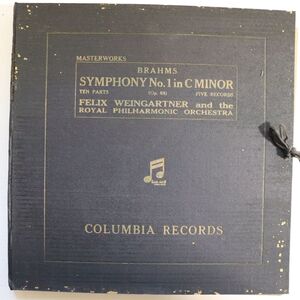 MASTERWORKS
BRAHMS
SYMPHONY No.1 in C MINOR
TEN PARTS (Op. 68) FIVE RECORDS
FELIX WEINGARTNER and the
ROYAL PHILHARMONIC ORCHESTRA
COLUMBIA RECORDS